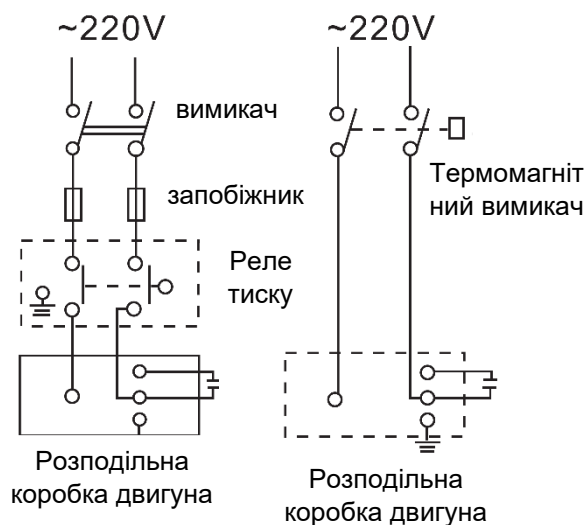 ~220V
вимикач
запобіжник
Реле
тиску
Розподільна
коробка двигуна
~220V
Термомагніт
ний вимикач
Розподільна
коробка двигуна